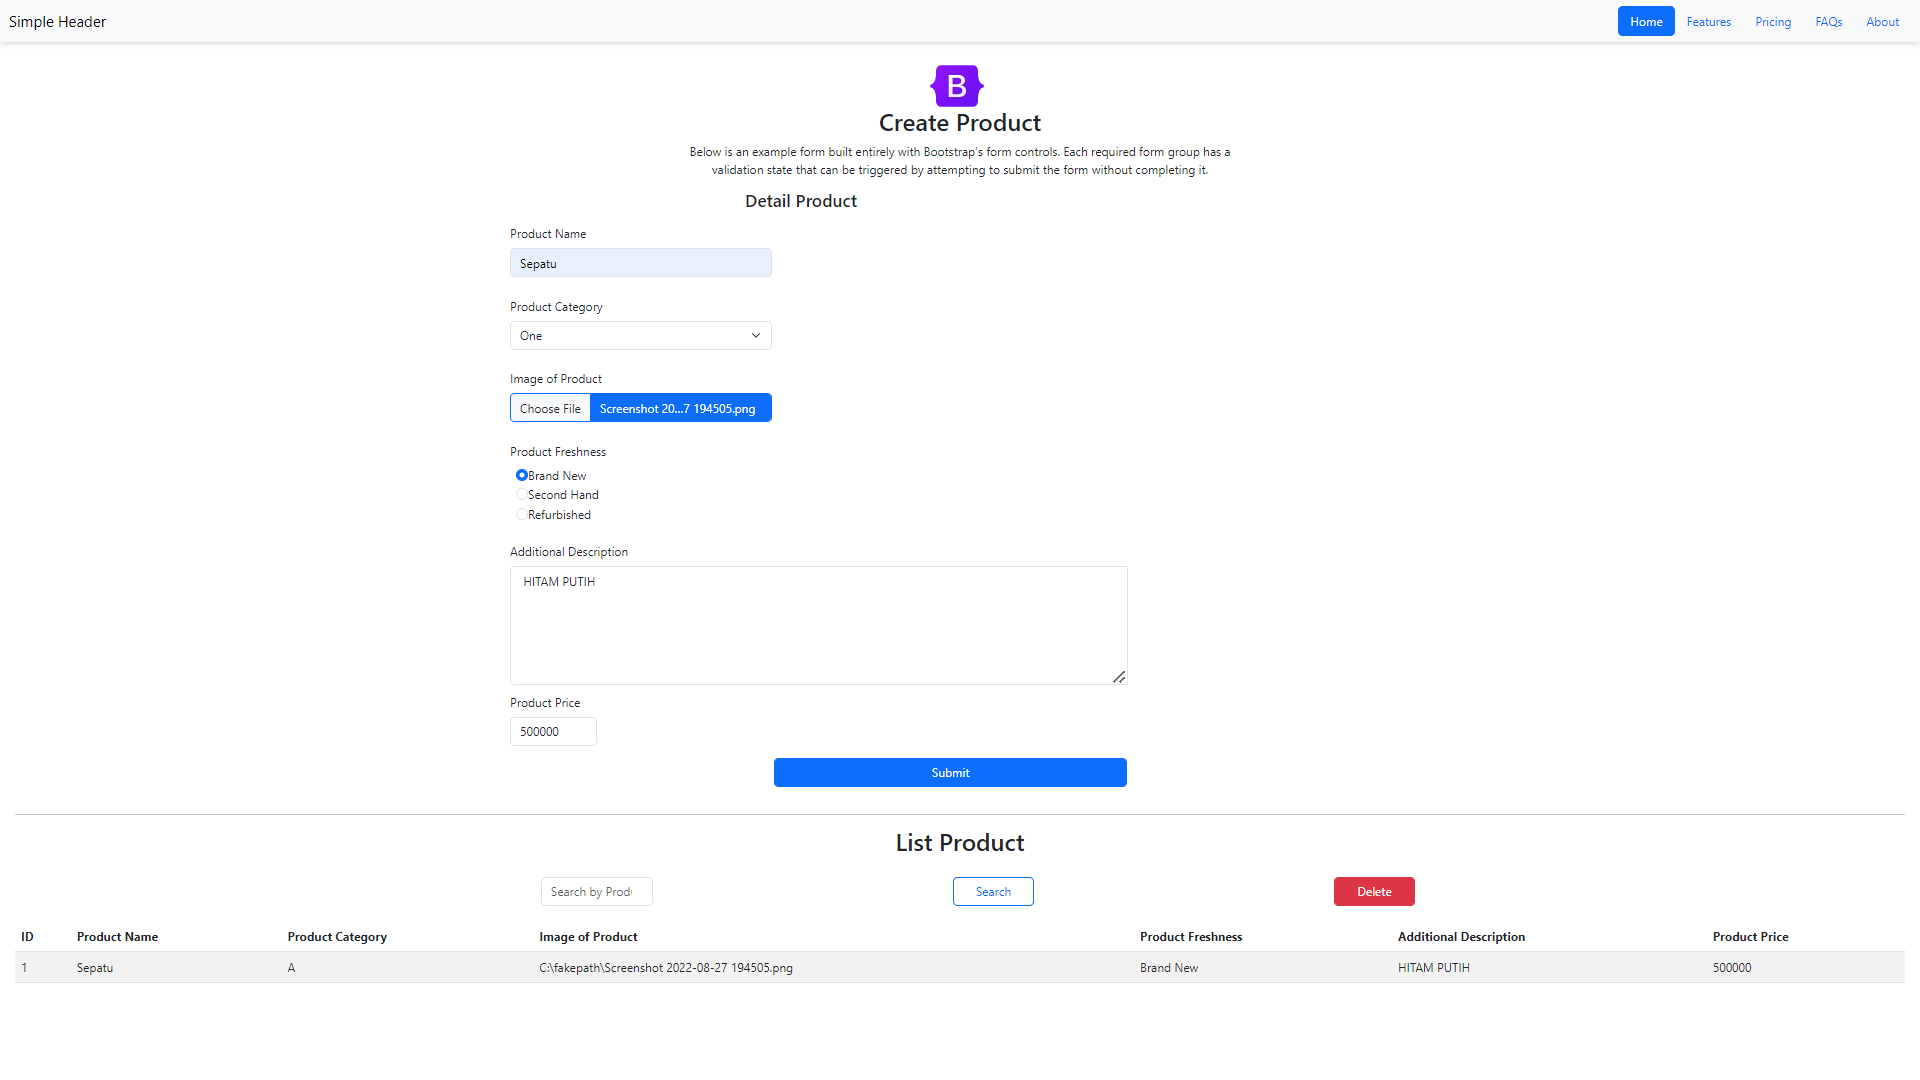 Simple Header
Home Features Pricing FAQs About
B
Create Product
Below is an example form built entirely with Bootstrap's form controls. Each required form group has a
validation state that can be triggered by attempting to submit the form without completing it.
Detail Product
Product Name
Sepatu
Product Category
One
Image of Product
Choose File Screenshot 20...7 194505.png
Product Freshness
Brand New
Second Hand
Refurbished
Additional Description
HITAM PUTIH
Product Price
500000
Submit
List Product
Search by Produ Search Delete
ID Product Name Product Category Image of Product Product Freshness Additional Description Product Price
1 Sepatu A C:\fakepath\Screenshot 2022-08-27 194505.png Brand New HITAM PUTIH 500000